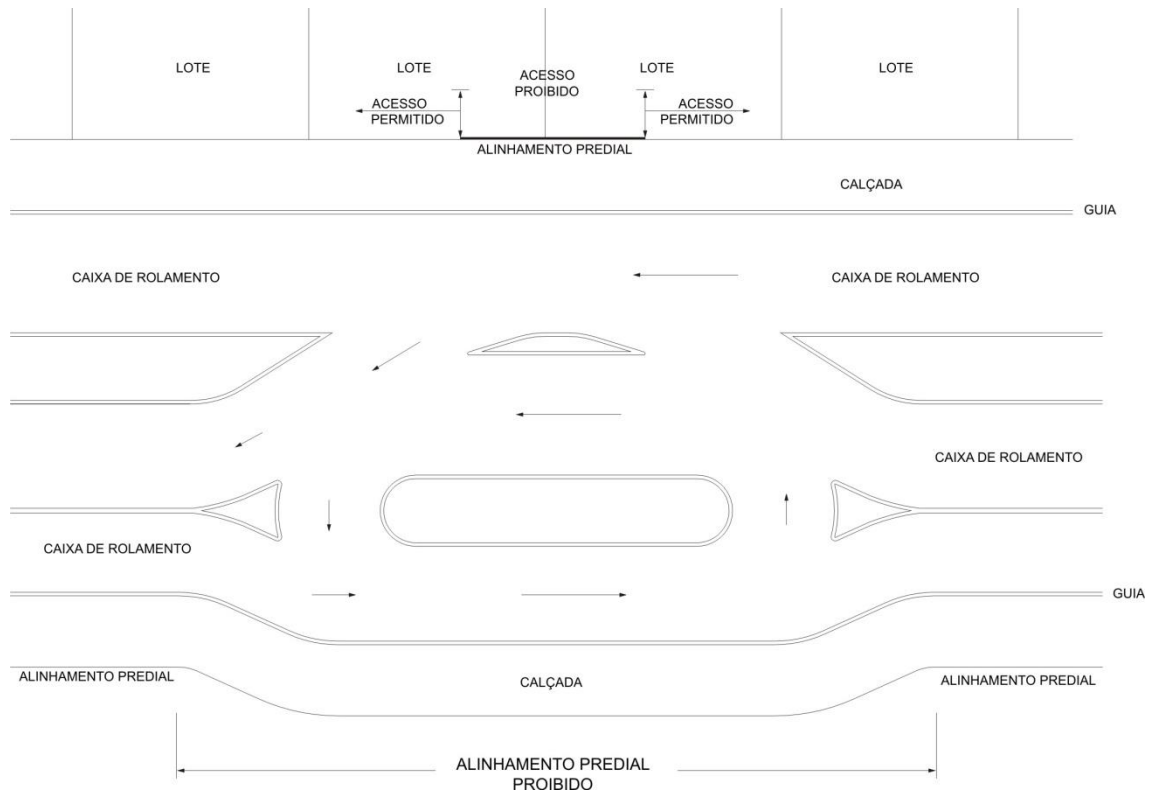 LOTE
LOTE
LOTE
LOTE
ACESSO
PROIBIDO
ACESSO
PERMITIDO
ACESSO
PERMITIDO
ALINHAMENTO PREDIAL
CALÇADA
GUIA
CAIXA DE ROLAMENTO
CAIXA DE ROLAMENTO
CAIXA DE ROLAMENTO
CAIXA DE ROLAMENTO
GUIA
ALINHAMENTO PREDIAL
CALÇADA
ALINHAMENTO PREDIAL
ALINHAMENTO PREDIAL
PROIBIDO